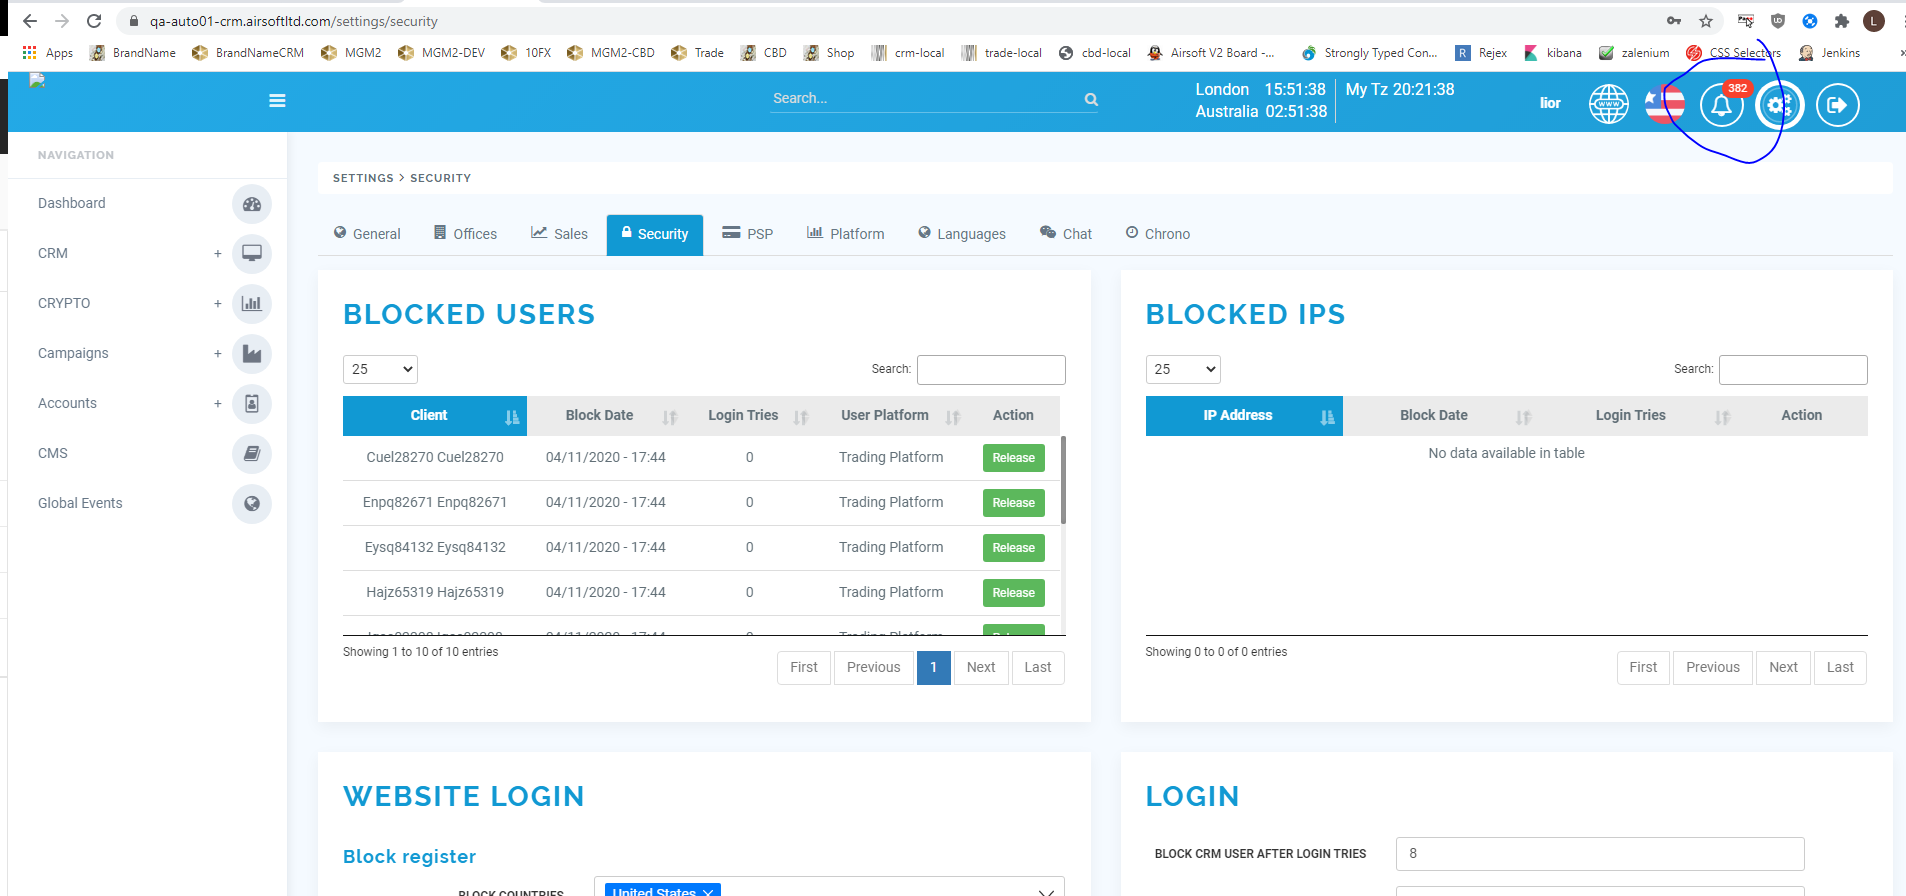 qa-auto01-crm.airsoftltd.com/settings/security
L
Apps BrandName BrandNameCRM MGM2 MGM2-DEV 10FX MGM2-CBD Trade CBD Shop crm-local trade-local cbd-local Airsoft V2 Board -... Strongly Typed Con... Rejex kibana zalenium CSS Selectors Jenkins »
Search...
London 15:51:38
Australia 02:51:38
My Tz 20:21:38
lior
WWW
382
NAVIGATION
Dashboard
CRM +
CRYPTO +
Campaigns +
Accounts +
CMS
Global Events
SETTINGS > SECURITY
General Offices Sales Security PSP Platform Languages Chat Chrono
BLOCKED USERS
25 Search:
Client Block Date Login Tries User Platform Action
Cuel28270 Cuel28270 04/11/2020 - 17:44 0 Trading Platform Release
Enpq82671 Enpq82671 04/11/2020 - 17:44 0 Trading Platform Release
Eysq84132 Eysq84132 04/11/2020 - 17:44 0 Trading Platform Release
Hajz65319 Hajz65319 04/11/2020 - 17:44 0 Trading Platform Release
04/11/2020 - 17:44 0 Trading Platform Release
Showing 1 to 10 of 10 entries
First Previous 1 Next Last
BLOCKED IPS
25 Search:
IP Address Block Date Login Tries Action
No data available in table
Showing 0 to 0 of 0 entries
First Previous Next Last
WEBSITE LOGIN
Block register
BLOCK COUNTRIES United States
LOGIN
BLOCK CRM USER AFTER LOGIN TRIES 8